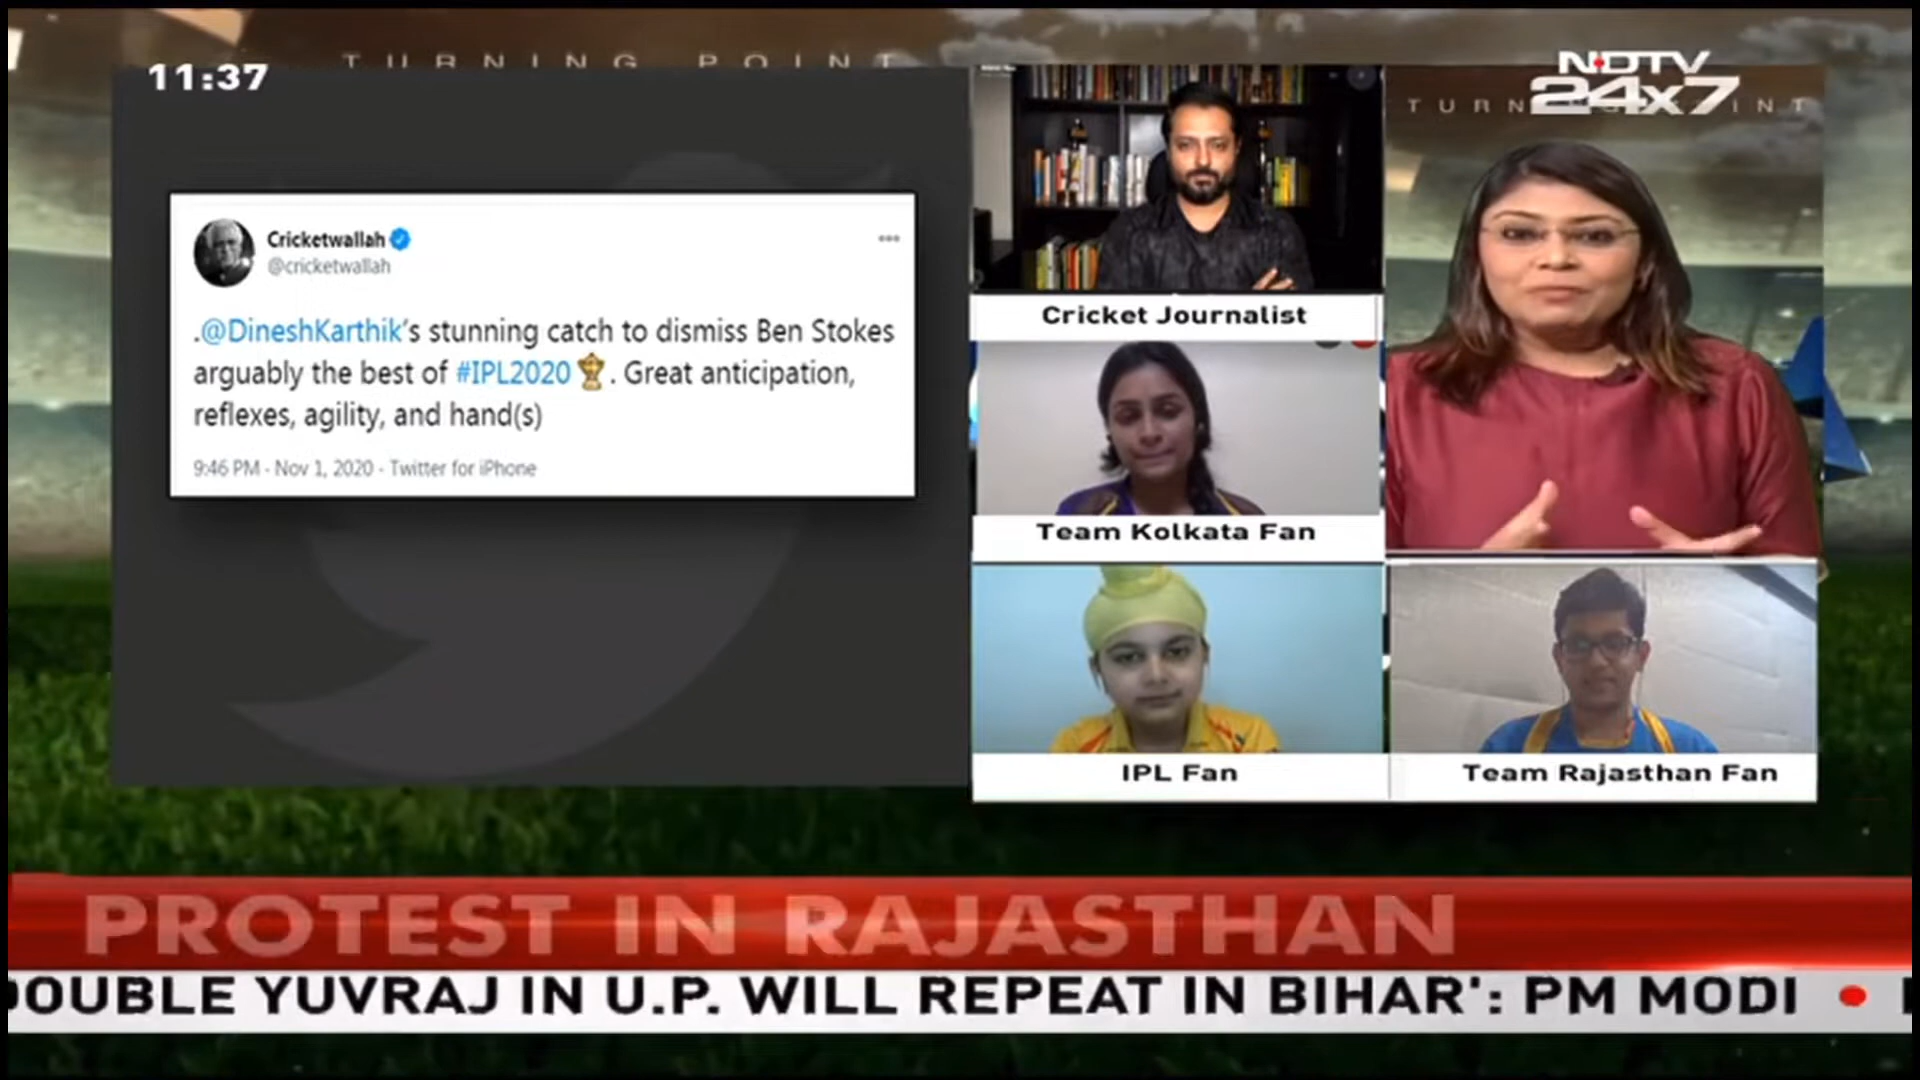 TURNING POINT
11:37
NDTV
24x7
Cricketwallah
@cricketwallah
.@DineshKarthik's stunning catch to dismiss Ben Stokes
arguably the best of #IPL2020 🏆. Great anticipation,
reflexes, agility, and hand(s)
9:46 PM - Nov 1, 2020 - Twitter for iPhone
Cricket Journalist
Team Kolkata Fan
IPL Fan
Team Rajasthan Fan
PROTEST IN RAJASTHAN
DOUBLE YUVRAJ IN U.P. WILL REPEAT IN BIHAR': PM MODI •